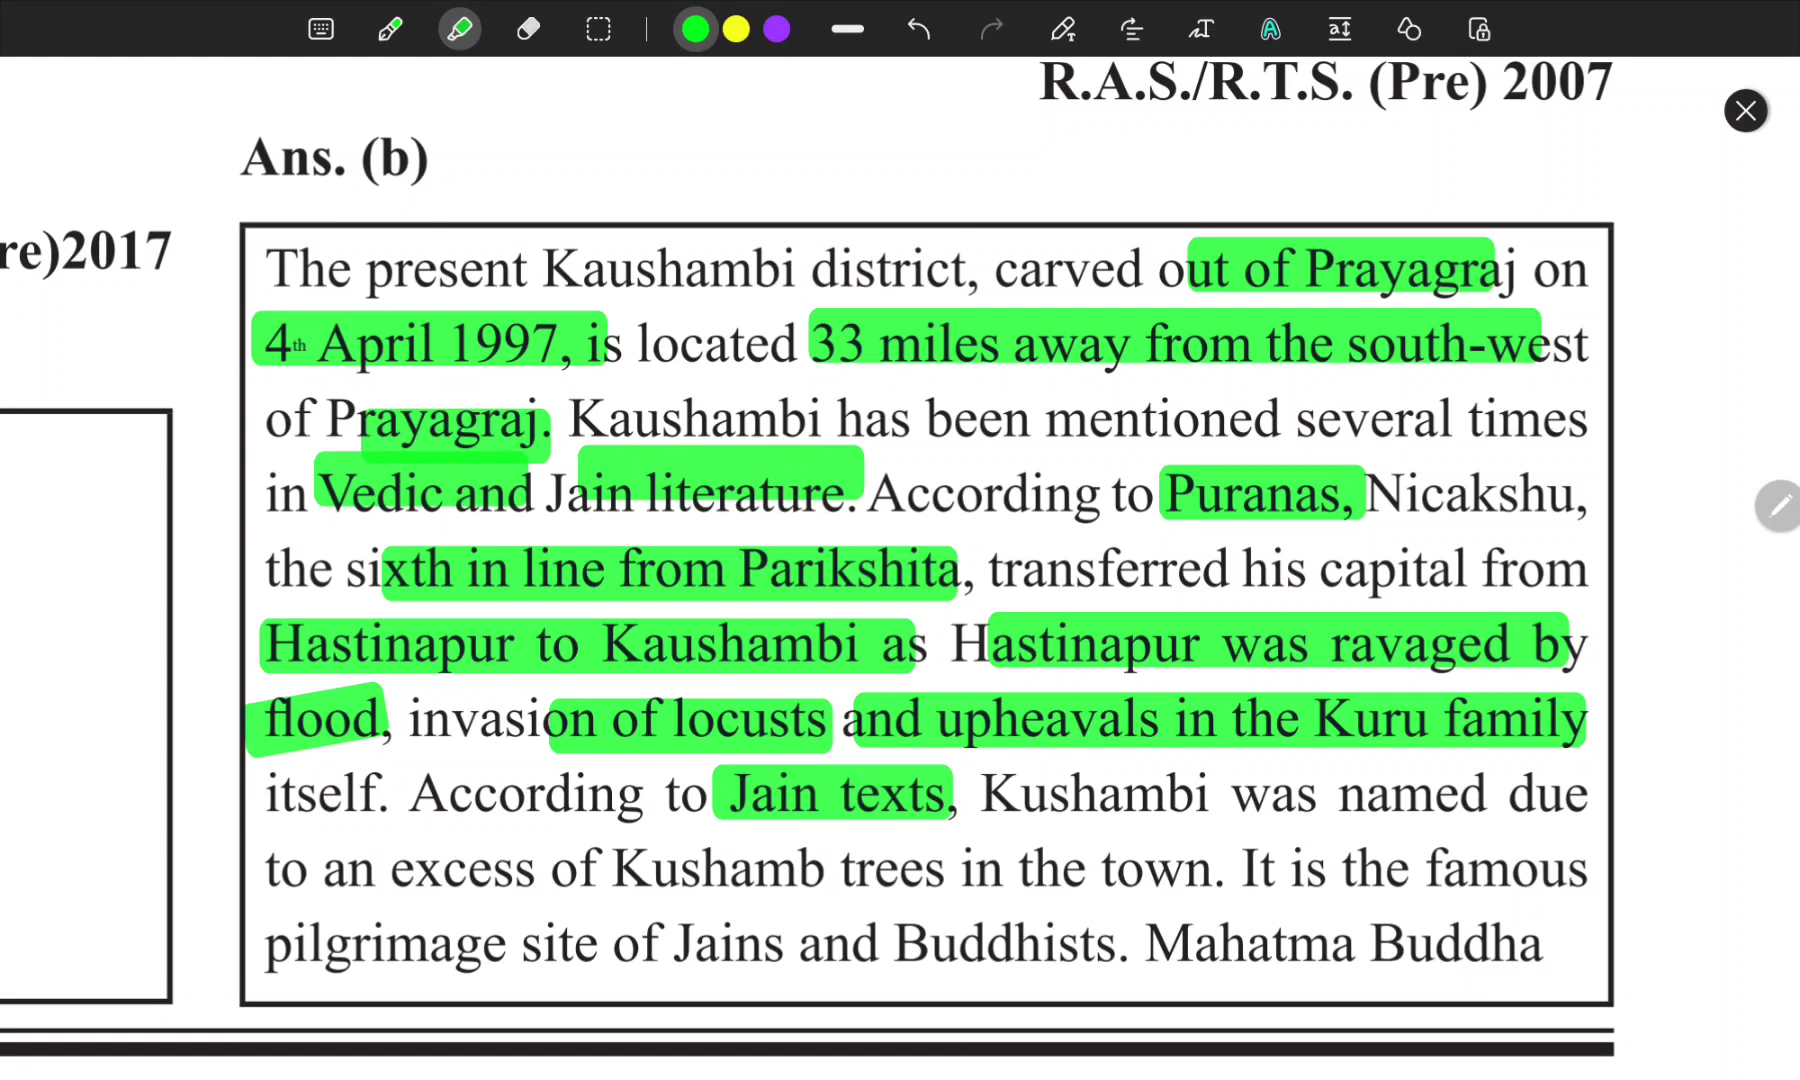 R.A.S./R.T.S. (Pre) 2007
Ans. (b)
re)2017
The present Kaushambi district, carved out of Prayagraj on
4th April 1997, is located 33 miles away from the south-west
of Prayagraj. Kaushambi has been mentioned several times
in Vedic and Jain literature. According to Puranas, Nicakshu,
the sixth in line from Parikshita, transferred his capital from
Hastinapur to Kaushambi as Hastinapur was ravaged by
flood, invasion of locusts and upheavals in the Kuru family
itself. According to Jain texts, Kushambi was named due
to an excess of Kushamb trees in the town. It is the famous
pilgrimage site of Jains and Buddhists. Mahatma Buddha